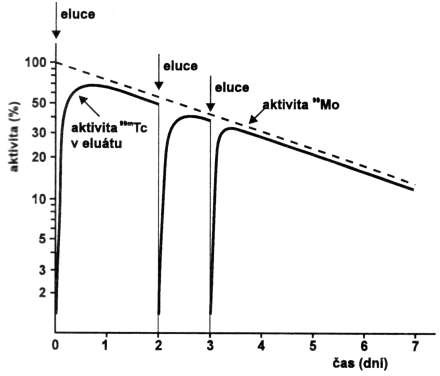 eluce
eluce
eluce
aktivita ⁹⁹Mo
aktivita ⁹⁹ᵐTc
v eluátu
aktivita (%)
100
50
30
20
10
5
3
2
0 1 2 3 4 5 6 7
čas (dní)